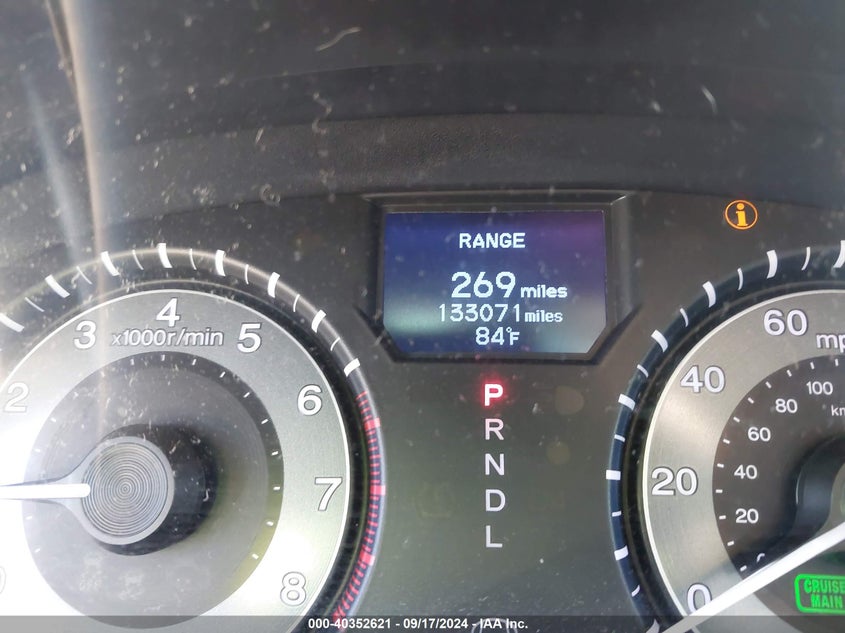 RANGE
269 miles
133071 miles
84°F
i
2
3
4
5
6
7
8
x1000r/min
P
R
N
D
L
0
20
40
60
mp
20
40
60
80
100
km
CRUISE
MAIN
000-40352621 - 09/17/2024 - IAA Inc.